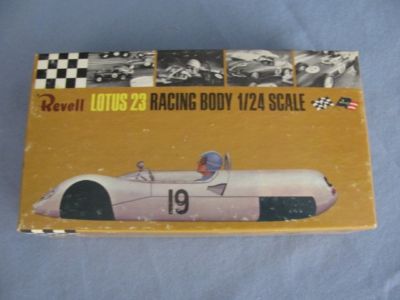 Revell LOTUS 23 RACING BODY 1/24 SCALE
19